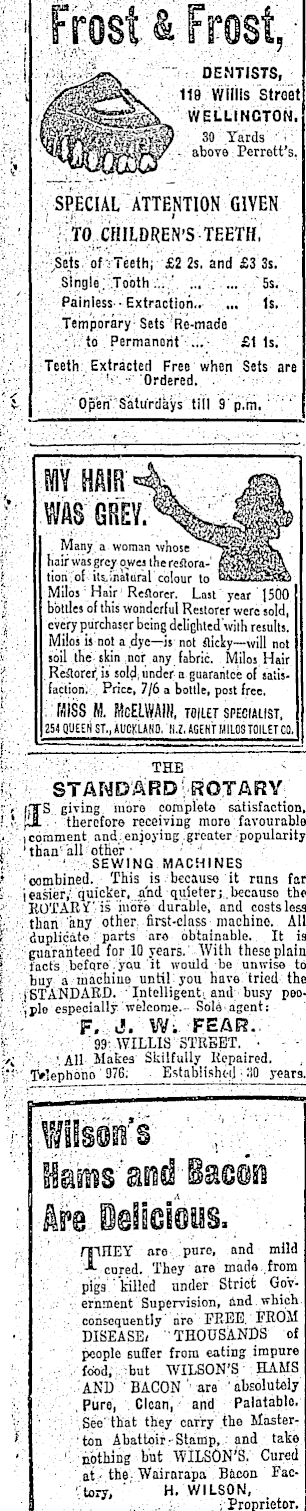 Frost & Frost,
DENTISTS,
119 Willis Street
WELLINGTON.
30 Yards
above Perrett's.
SPECIAL ATTENTION GIVEN
TO CHILDREN'S TEETH.
Sets of Teeth, £2 2s. and £3 3s.
Single Tooth ... ... ... 5s.
Painless Extraction.. ... 1s.
Temporary Sets Re-made
to Permanent ... £1 1s.
Teeth Extracted Free when Sets are
Ordered.
Open Saturdays till 9 p.m.
MY HAIR
WAS GREY.
Many a woman whose
hair was grey owes the restora-
tion of its natural colour to
Milos Hair Restorer. Last year 1500
bottles of this wonderful Restorer were sold,
every purchaser being delighted with results.
Milos is not a dye—is not sticky—will not
soil the skin nor any fabric. Milos Hair
Restorer is sold under a guarantee of satis-
faction. Price, 7/6 a bottle, post free.
MISS M. McELWAIN, TOILET SPECIALIST,
254 QUEEN ST., AUCKLAND. N.Z. AGENT MILOS TOILET CO.
THE
STANDARD ROTARY
IS giving more complete satisfaction,
therefore receiving more favourable
comment and enjoying greater popularity
than all other
SEWING MACHINES
combined. This is because it runs far
easier, quicker, and quieter; because the
ROTARY is more durable, and costs less
than any other first-class machine. All
duplicate parts are obtainable. It is
guaranteed for 10 years. With these plain
facts before you it would be unwise to
buy a machine until you have tried the
STANDARD. Intelligent and busy peo-
ple especially welcome. Sole agent:
F. J. W. FEAR.
99 WILLIS STREET.
All Makes Skilfully Repaired.
Telephone 976. Established 30 years.
Wilson's
Hams and Bacon
Are Delicious.
THEY are pure, and mild
cured. They are made from
pigs killed under Strict Gov-
ernment Supervision, and which
consequently are FREE FROM
DISEASE. THOUSANDS of
people suffer from eating impure
food, but WILSON'S HAMS
AND BACON are absolutely
Pure, Clean, and Palatable.
See that they carry the Master-
ton Abattoir Stamp, and take
nothing but WILSON'S. Cured
at the Wairarapa Bacon Fac-
tory, H. WILSON,
Proprietor.